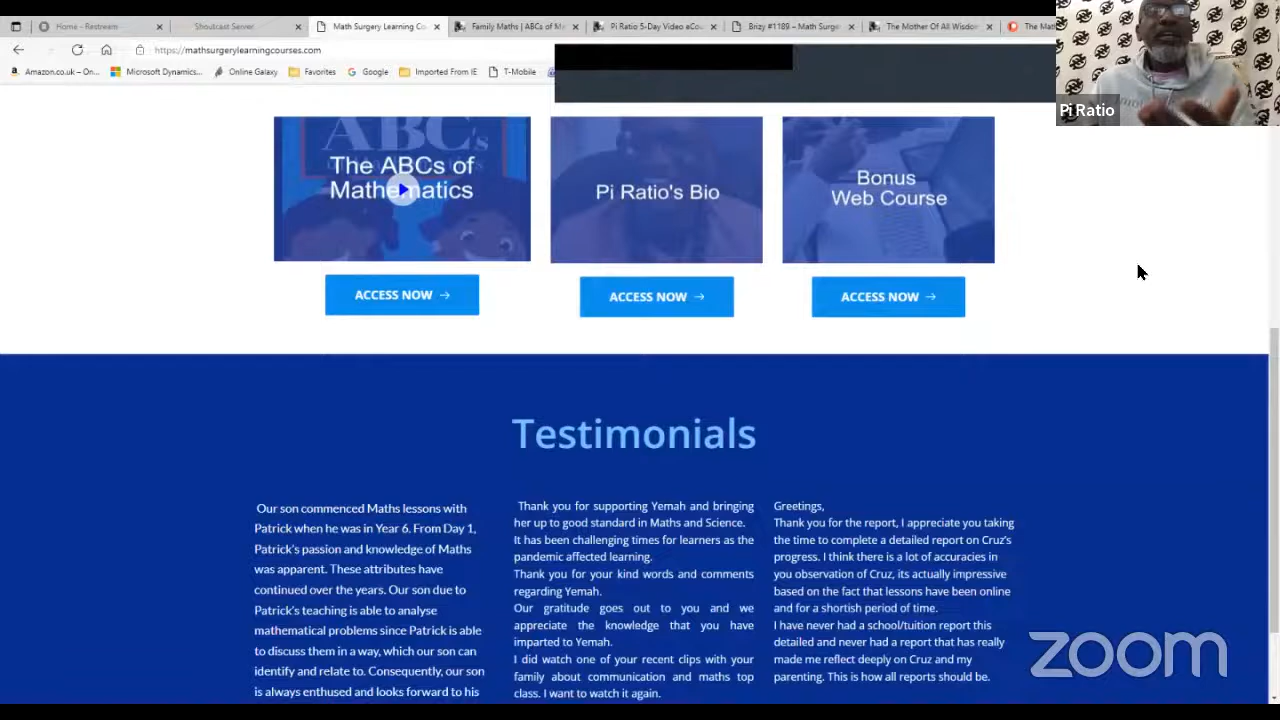 Home - Restream
Shoutcast Server
Math Surgery Learning Co
Family Maths | ABCs of M
Pi Ratio 5-Day Video eCou
Brizy #1189 – Math Surge
The Mother Of All Wisdom
The Mat
https://mathsurgerylearningcourses.com
Amazon.co.uk – On...
Microsoft Dynamics...
Online Galaxy
Favorites
Google
Imported From IE
T-Mobile
Pi Ratio
ABC's
The ABCs of
Mathematics
Pi Ratio's Bio
Bonus
Web Course
ACCESS NOW →
ACCESS NOW →
ACCESS NOW →
Testimonials
Our son commenced Maths lessons with
Patrick when he was in Year 6. From Day 1,
Patrick's passion and knowledge of Maths
was apparent. These attributes have
continued over the years. Our son due to
Patrick's teaching is able to analyse
mathematical problems since Patrick is able
to discuss them in a way, which our son can
identify and relate to. Consequently, our son
is always enthused and looks forward to his
Thank you for supporting Yemah and bringing
her up to good standard in Maths and Science.
It has been challenging times for learners as the
pandemic affected learning.
Thank you for your kind words and comments
regarding Yemah.
Our gratitude goes out to you and we
appreciate the knowledge that you have
imparted to Yemah.
I did watch one of your recent clips with your
family about communication and maths top
class. I want to watch it again.
Greetings,
Thank you for the report, I appreciate you taking
the time to complete a detailed report on Cruz's
progress. I think there is a lot of accuracies in
you observation of Cruz, its actually impressive
based on the fact that lessons have been online
and for a shortish period of time.
I have never had a school/tuition report this
detailed and never had a report that has really
made me reflect deeply on Cruz and my
parenting. This is how all reports should be.
zoom